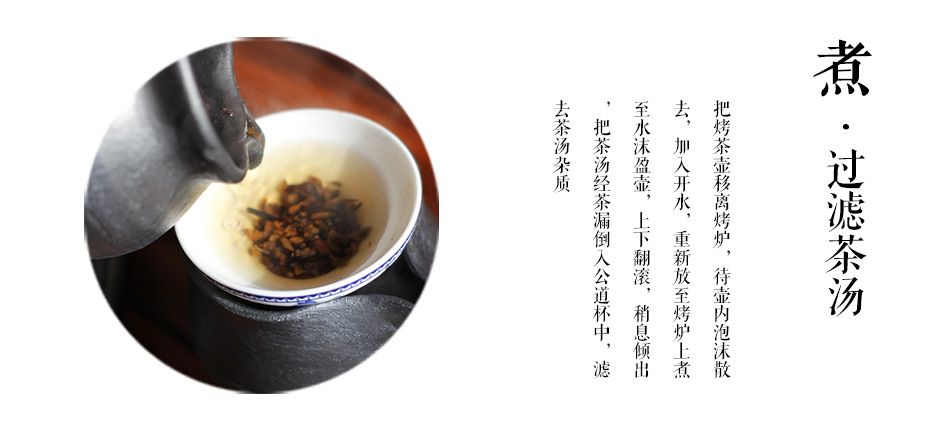 煮·过滤茶汤
把烤茶壶移离烤炉，待壶内泡沫散
去，加入开水，重新放至烤炉上煮
至水沫盈壶，上下翻滚，稍息倾出
，把茶汤经茶漏倒入公道杯中，滤
去茶汤杂质